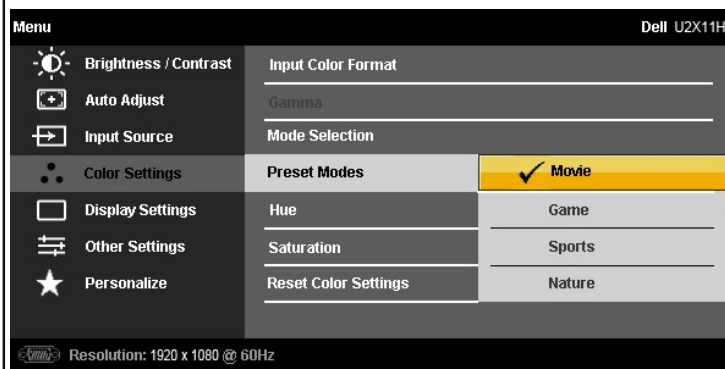 Menu Dell U2X11H
Brightness / Contrast Input Color Format
Auto Adjust Gamma
Input Source Mode Selection
Color Settings Preset Modes Movie
Display Settings Hue Game
Other Settings Saturation Sports
Personalize Reset Color Settings Nature
Resolution: 1920 x 1080 @ 60Hz